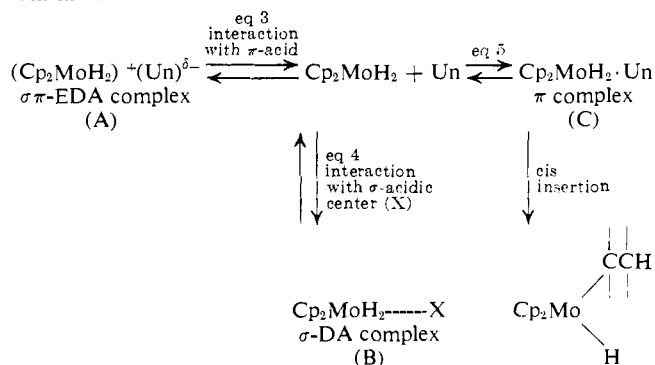 eq 3
interaction
with π-acid
(Cp₂MoH₂)⁺(Un)^δ− Cp₂MoH₂ + Un eq 5 Cp₂MoH₂·Un
σπ-EDA complex π complex
(A) (C)
eq 4
interaction
with σ-acidic
center (X)
cis
insertion
CCH
Cp₂MoH₂------X Cp₂Mo
σ-DA complex
(B) H